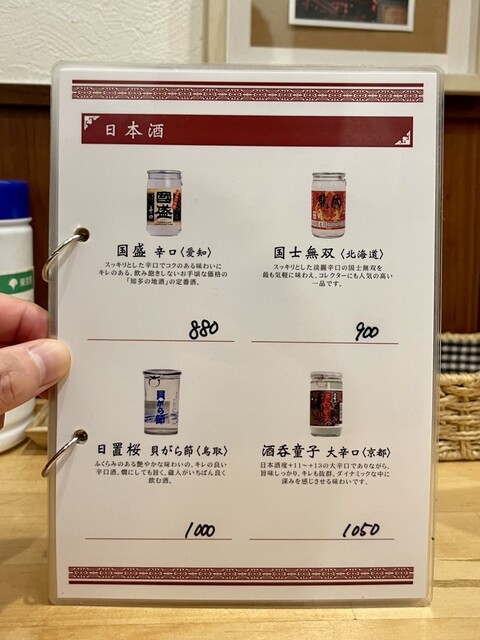 日本酒
国盛 辛口〈愛知〉
スッキリとした辛口でコクのある味わいに
キレのある、飲み飽きしないお手頃な価格の
「知多の地酒」の定番酒。
880
国士無双〈北海道〉
スッキリとした淡麗辛口の国士無双を
最も気軽に味わえ、コレクターにも人気の高い
一品です。
900
日置桜 貝がら節〈鳥取〉
ふくらみのある艶やかな味わいの、キレの良い
辛口酒。燗にしても旨く、蔵人がいちばん良く
飲む酒。
貝がら節
1000
酒呑童子 大辛口〈京都〉
日本酒度+11〜+13の大辛口でありながら、
旨味しっかり、キレも抜群。ダイナミックな中に
深みを感じさせる味わいです。
1050